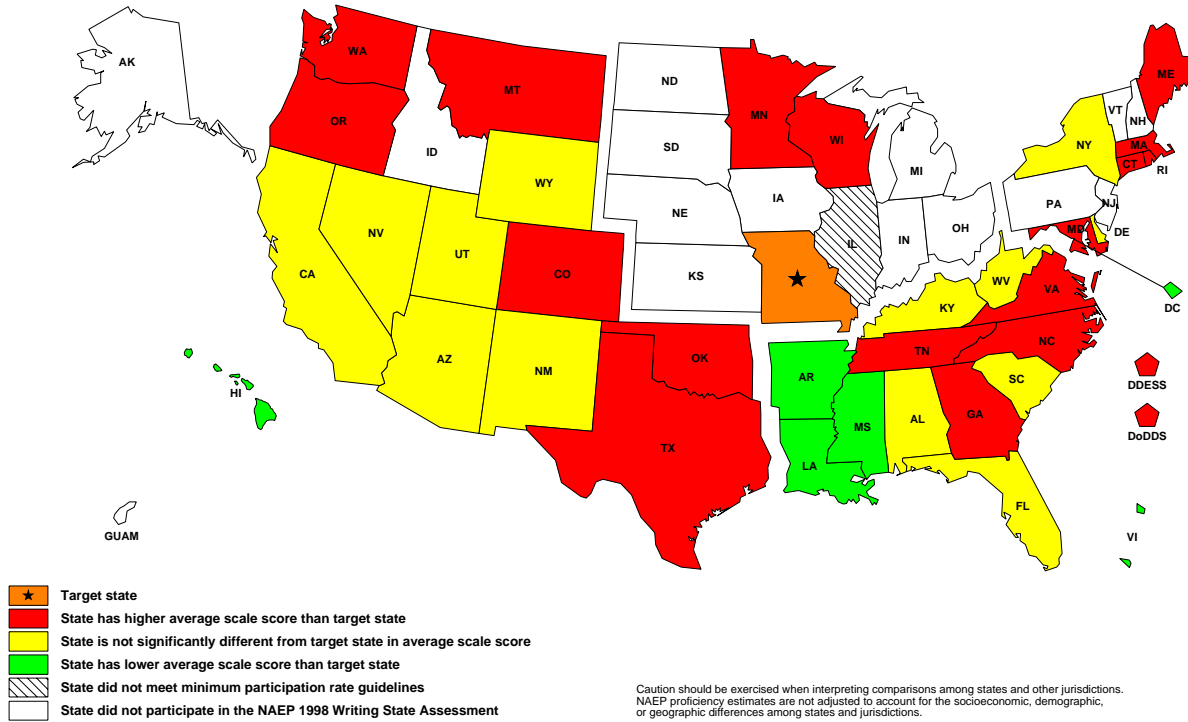 AK
WA
MT
ND
MN
ME
OR
ID
SD
WI
MI
VT
NH
NY
MA
CT
RI
WY
NE
IA
PA
NJ
NV
UT
CO
KS
IL
IN
OH
MD
DE
CA
WV
VA
DC
KY
AZ
NM
OK
AR
TN
NC
SC
DDESS
HI
TX
MS
AL
GA
DoDDS
LA
FL
GUAM
VI
Target state
State has higher average scale score than target state
State is not significantly different from target state in average scale score
State has lower average scale score than target state
State did not meet minimum participation rate guidelines
State did not participate in the NAEP 1998 Writing State Assessment
Caution should be exercised when interpreting comparisons among states and other jurisdictions.
NAEP proficiency estimates are not adjusted to account for the socioeconomic, demographic,
or geographic differences among states and jurisdictions.